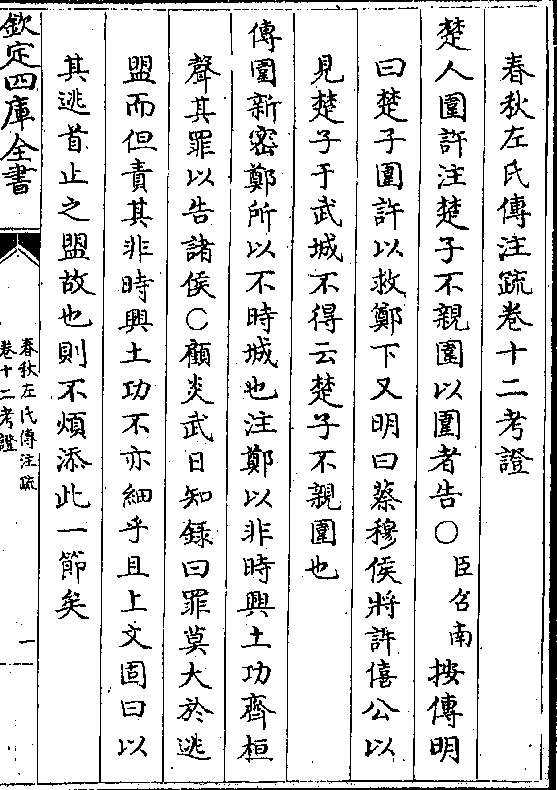 春秋左氏傳注疏卷十二考證
楚人圍許注楚子不親圍以圍者告○臣召南按傳明
曰楚子圍許以救鄭下又明曰蔡穆侯將許僖公以
見楚子于武城不得云楚子不親圍也
傳圍新密鄭所以不時城也注鄭以非時興土功齊桓
聲其罪以告諸侯○顧炎武日知錄曰罪莫大於逃
盟而但責其非時興土功不亦細乎且上文固曰以
其逃首止之盟故也則不煩添此一節矣
欽定四庫全書
春秋左氏傳注疏
卷十二考證
一